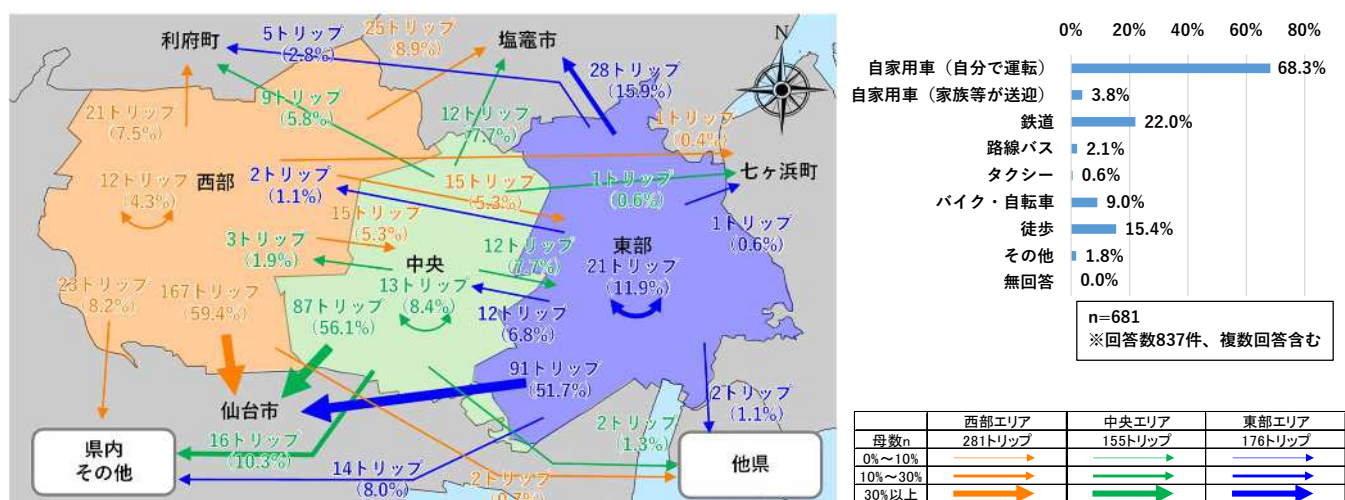 利府町
5トリップ
(2.8%)
25トリップ
(8.9%)
塩竈市
N
28トリップ
(15.9%)
21トリップ
(7.5%)
9トリップ
(5.8%)
12トリップ
(7.7%)
1トリップ
(0.4%)
七ヶ浜町
12トリップ
(4.3%)
西部
2トリップ
(1.1%)
15トリップ
(5.3%)
1トリップ
(0.6%)
15トリップ
(5.3%)
1トリップ
(0.6%)
3トリップ
(1.9%)
中央
12トリップ
(7.7%)
東部
21トリップ
(11.9%)
23トリップ
(8.2%)
167トリップ
(59.4%)
87トリップ
(56.1%)
13トリップ
(8.4%)
12トリップ
(6.8%)
91トリップ
(51.7%)
2トリップ
(1.1%)
仙台市
県内
その他
16トリップ
(10.3%)
14トリップ
(8.0%)
2トリップ
(0.7%)
2トリップ
(1.3%)
他県
0% 20% 40% 60% 80%
自家用車（自分で運転） 68.3%
自家用車（家族等が送迎） 3.8%
鉄道 22.0%
路線バス 2.1%
タクシー 0.6%
バイク・自転車 9.0%
徒歩 15.4%
その他 1.8%
無回答 0.0%
n=681
※回答数837件、複数回答含む
西部エリア 中央エリア 東部エリア
母数n 281トリップ 155トリップ 176トリップ
0%～10%
10%～30%
30%以上